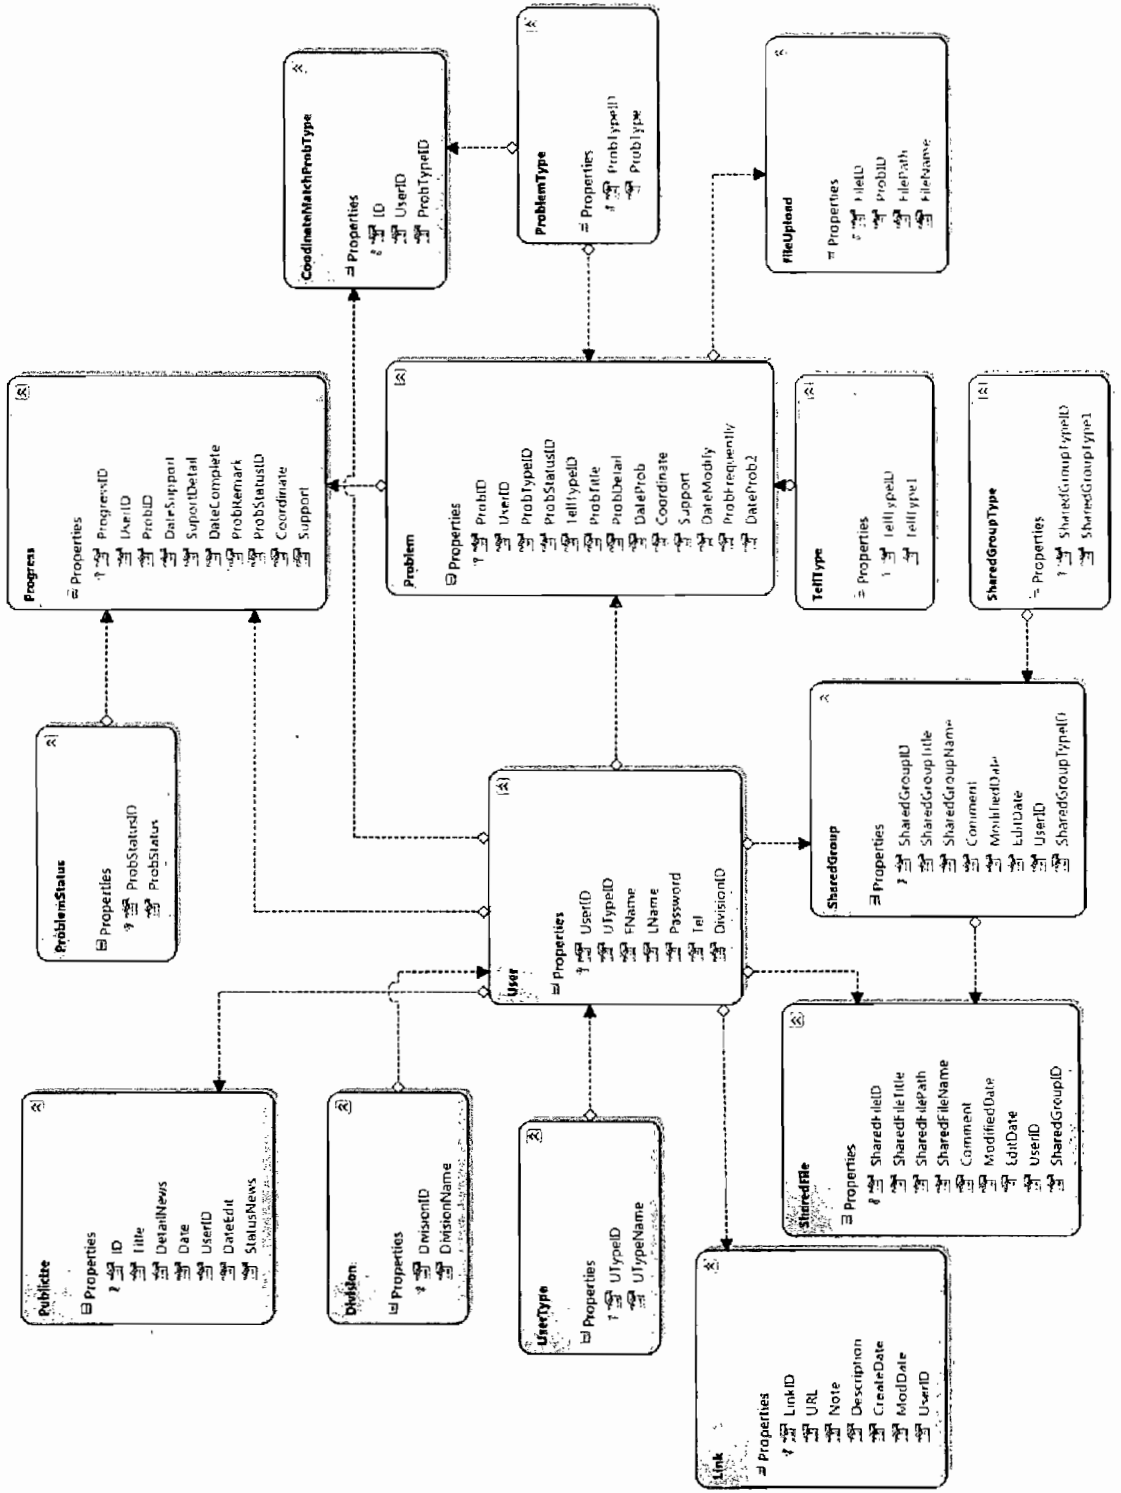 Publicize
Properties
ID
Title
DetailNews
Date
UserID
DateEdit
StatusNews
ProblemStatus
Properties
ProbStatusID
ProbStatus
Progress
Properties
ProgressID
UserID
ProbID
DateSupport
SuportDetail
DateComplete
ProbRemark
ProbStatusID
Coordinate
Support
Division
Properties
DivisionID
DivisionName
CoodinateMatchProbType
Properties
ID
UserID
ProbTypeID
UserType
Properties
UTypeID
UTypeName
User
Properties
UserID
UTypeID
FName
LName
Password
Tel
DivisionID
Problem
Properties
ProbID
UserID
ProbTypeID
ProbStatusID
TellTypeID
ProbTitle
ProbDetail
DateProb
Coordinate
Support
DateModify
ProbFrequently
DateProb2
ProblemType
Properties
ProbTypeID
ProbType
Link
Properties
LinkID
URL
Note
Description
CreateDate
ModDate
UserID
SharedFile
Properties
SharedFileID
SharedFileTitle
SharedFilePath
SharedFileName
Comment
ModifiedDate
EditDate
UserID
SharedGroupID
SharedGroup
Properties
SharedGroupID
SharedGroupTitle
SharedGroupName
Comment
ModifiedDate
EditDate
UserID
SharedGroupTypeID
TellType
Properties
TellTypeID
TellType1
FileUpload
Properties
FileID
ProbID
FilePath
FileName
SharedGroupType
Properties
SharedGroupTypeID
SharedGroupType1